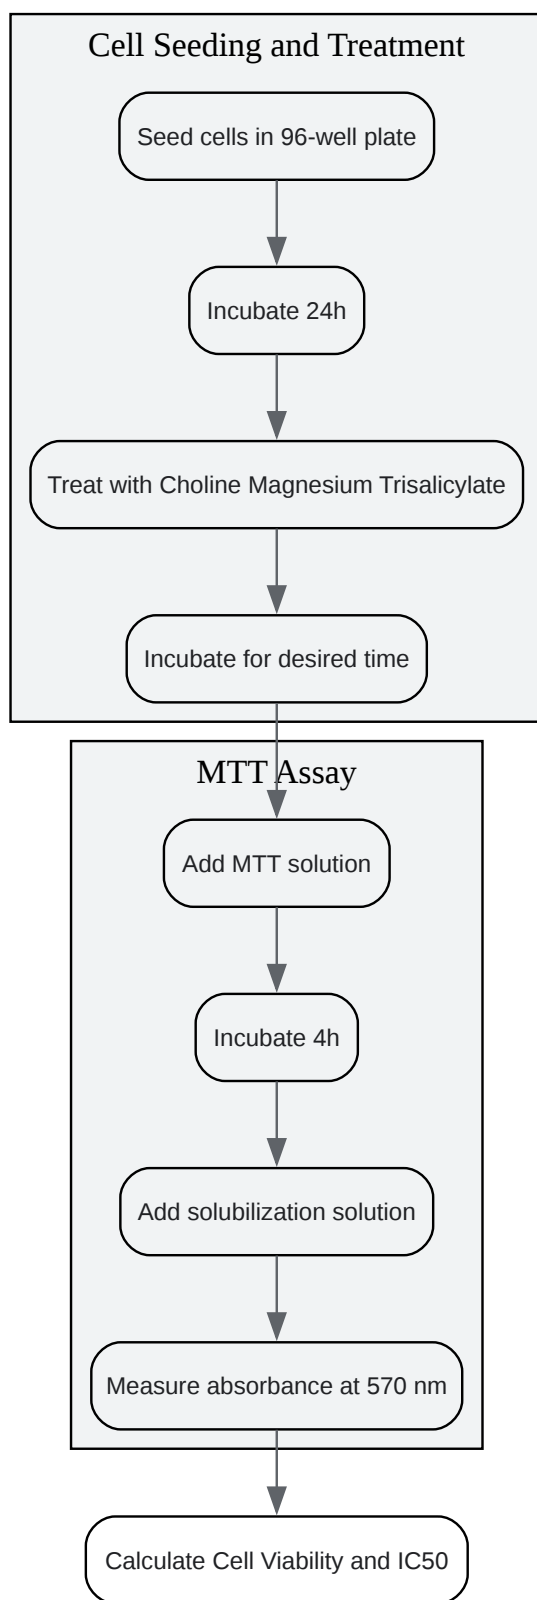 Cell Seeding and Treatment
Seed cells in 96-well plate
Incubate 24h
Treat with Choline Magnesium Trisalicylate
Incubate for desired time
MTT Assay
Add MTT solution
Incubate 4h
Add solubilization solution
Measure absorbance at 570 nm
Calculate Cell Viability and IC50